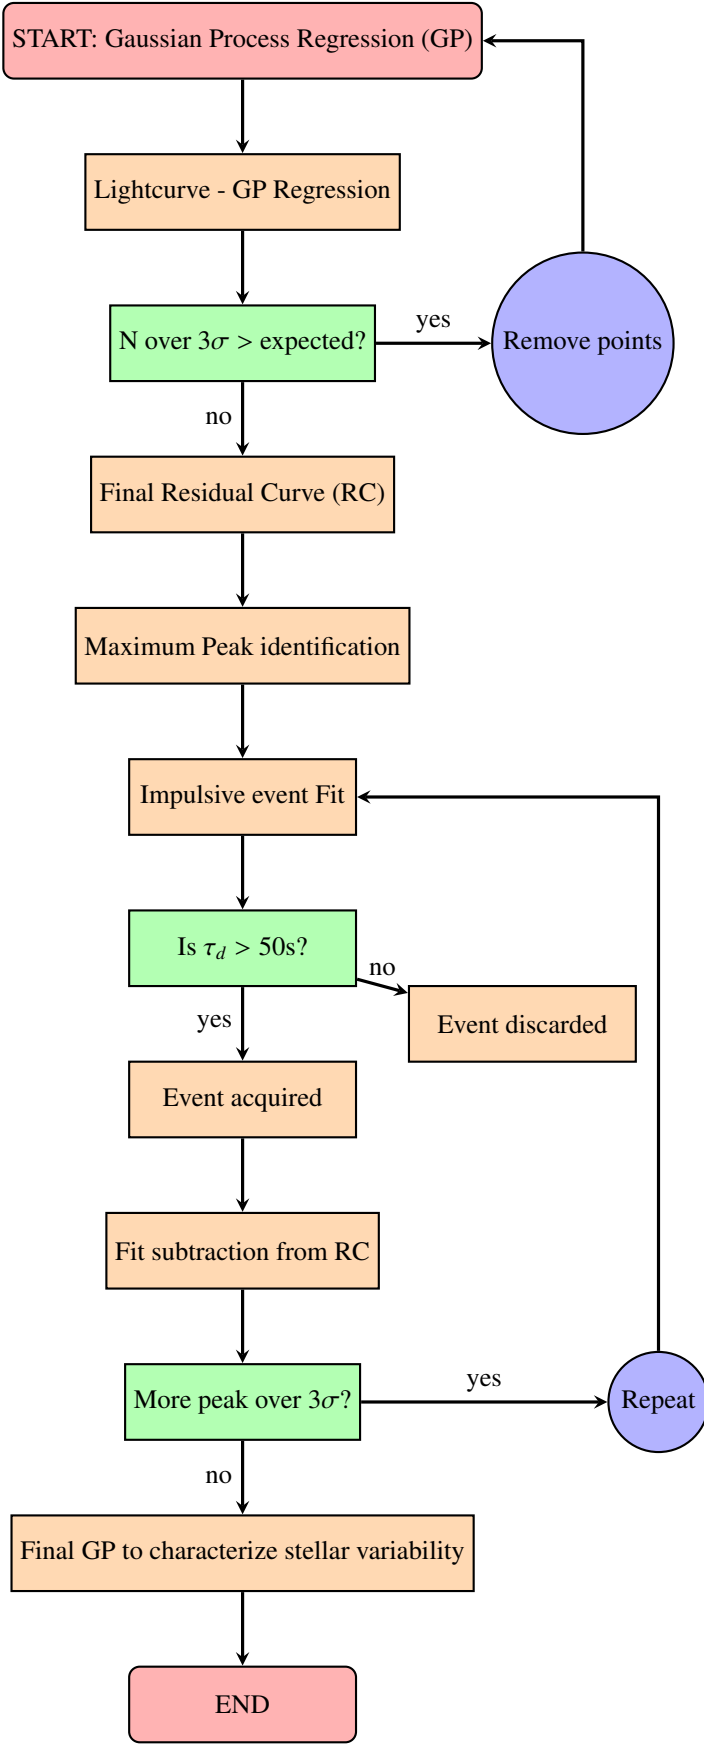 START: Gaussian Process Regression (GP)
Lightcurve - GP Regression
N over 3σ > expected?
yes
Remove points
no
Final Residual Curve (RC)
Maximum Peak identification
Impulsive event Fit
Is τ_d > 50s?
no
Event discarded
yes
Event acquired
Fit subtraction from RC
More peak over 3σ?
yes
Repeat
no
Final GP to characterize stellar variability
END